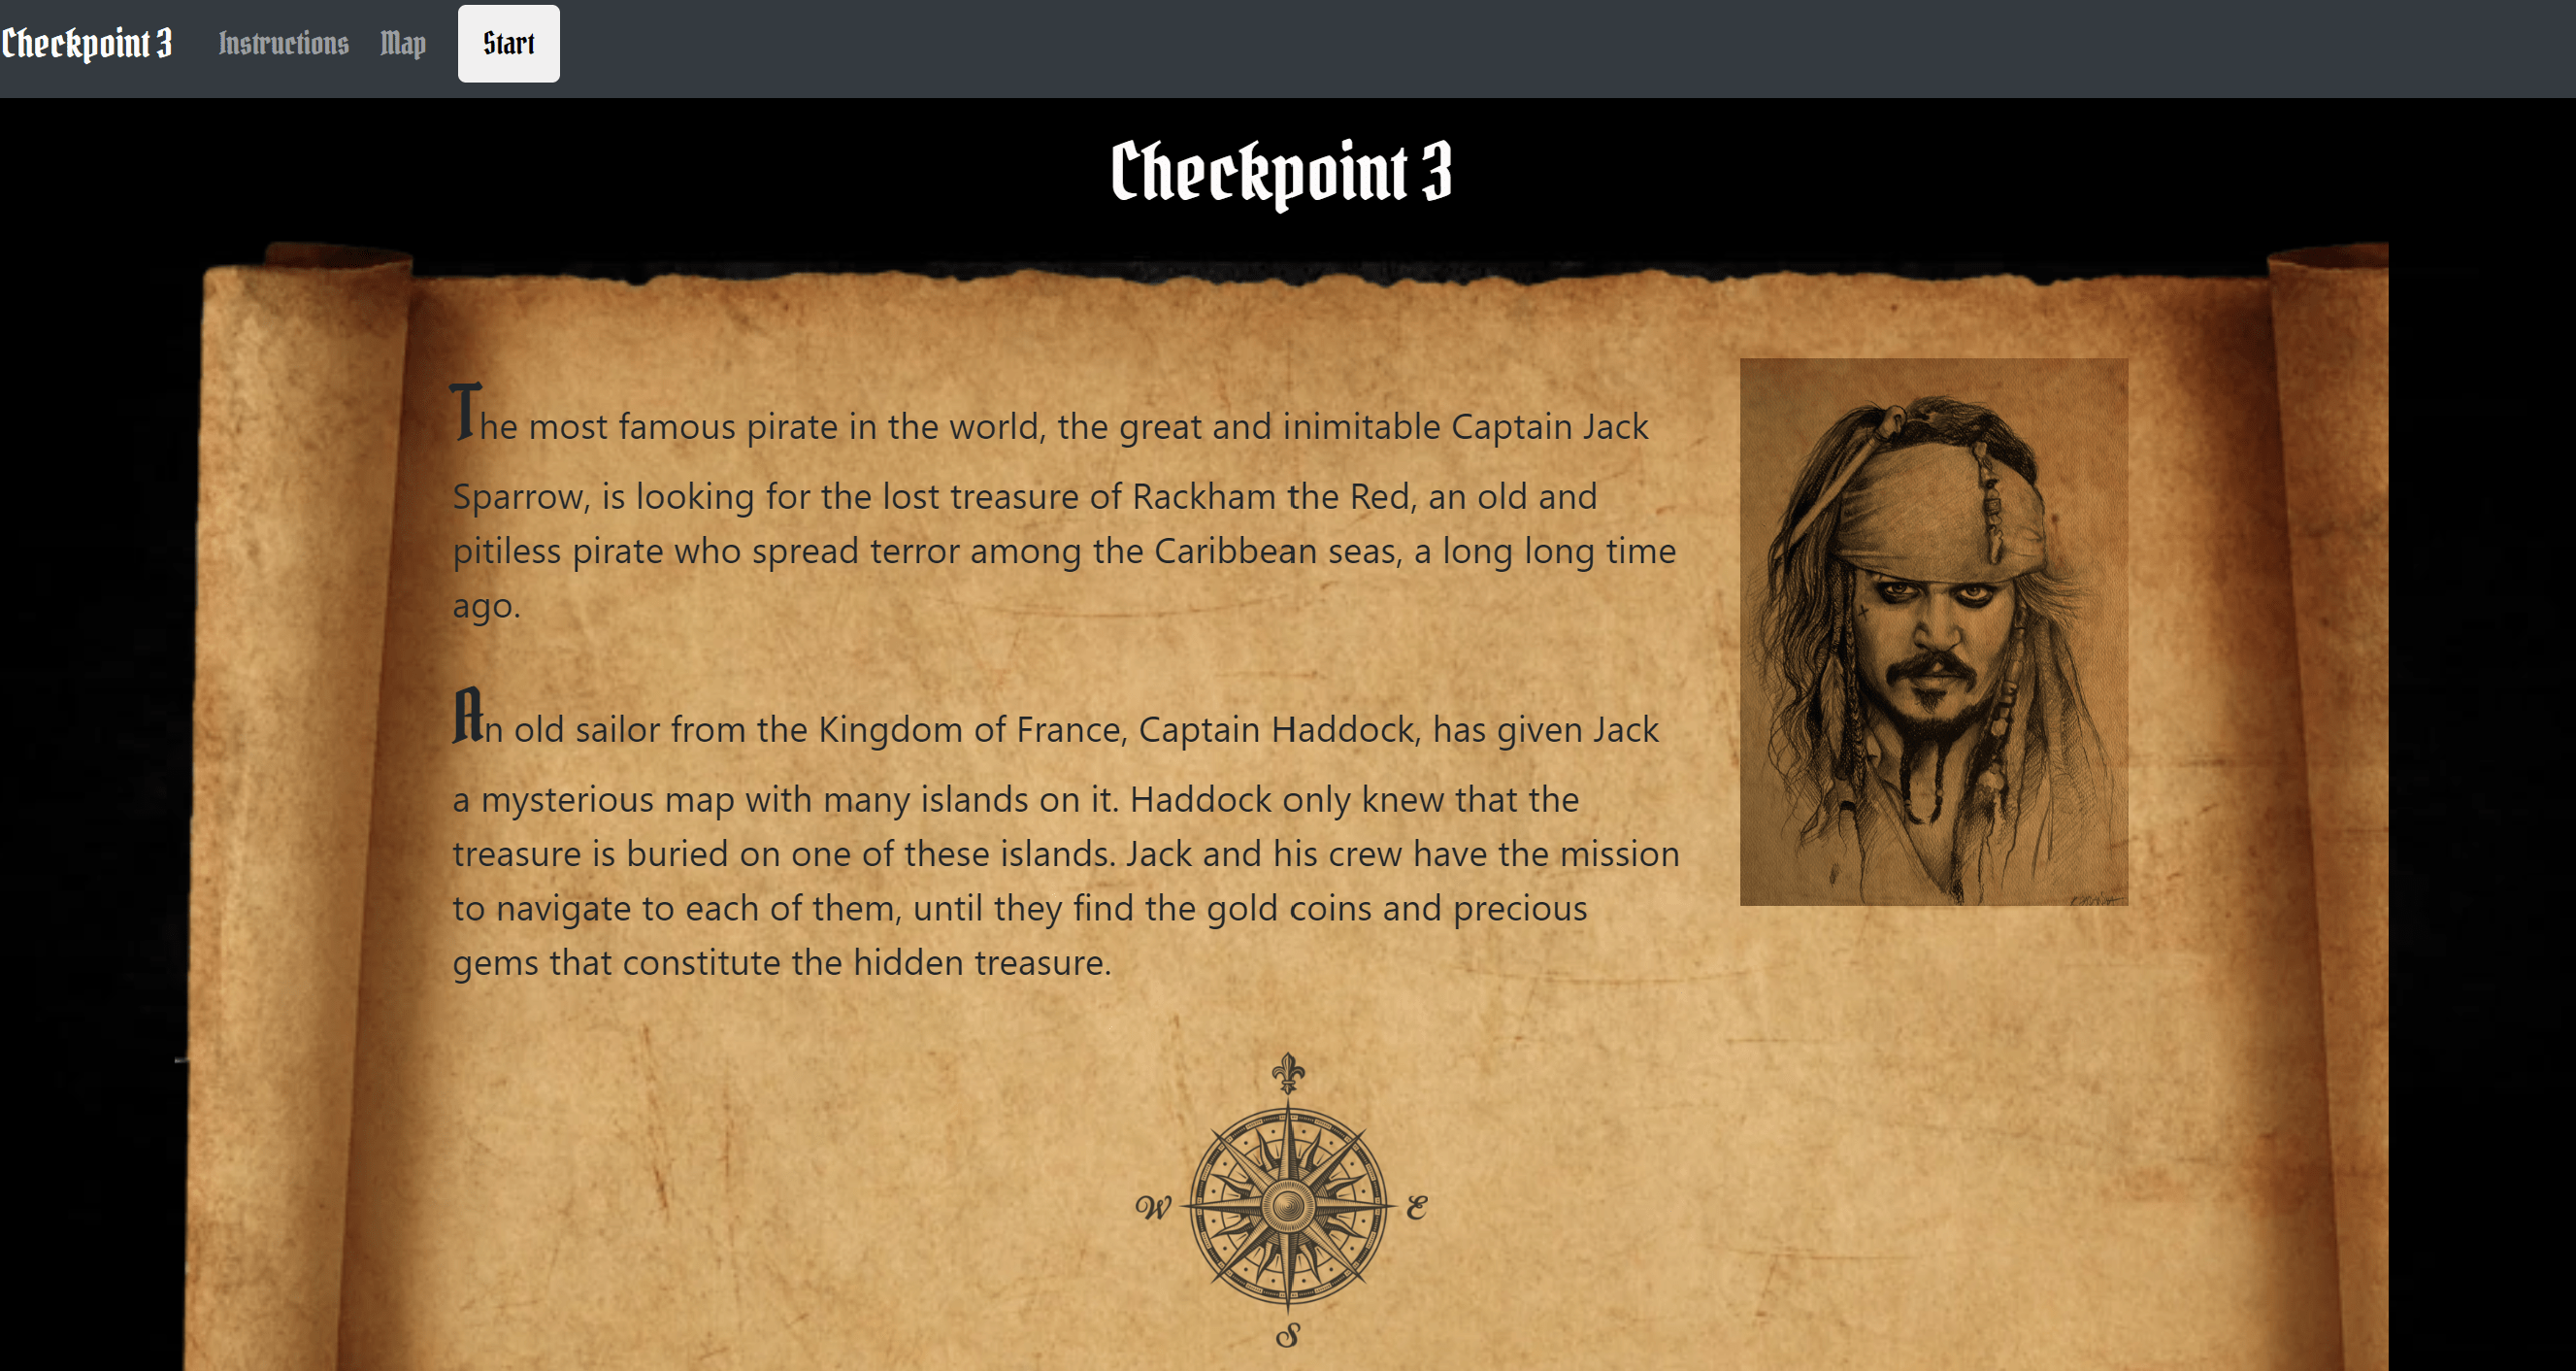 Checkpoint 3 Instructions Map Start
Checkpoint 3
The most famous pirate in the world, the great and inimitable Captain Jack
Sparrow, is looking for the lost treasure of Rackham the Red, an old and
pitiless pirate who spread terror among the Caribbean seas, a long long time
ago.
An old sailor from the Kingdom of France, Captain Haddock, has given Jack
a mysterious map with many islands on it. Haddock only knew that the
treasure is buried on one of these islands. Jack and his crew have the mission
to navigate to each of them, until they find the gold coins and precious
gems that constitute the hidden treasure.
W E
S